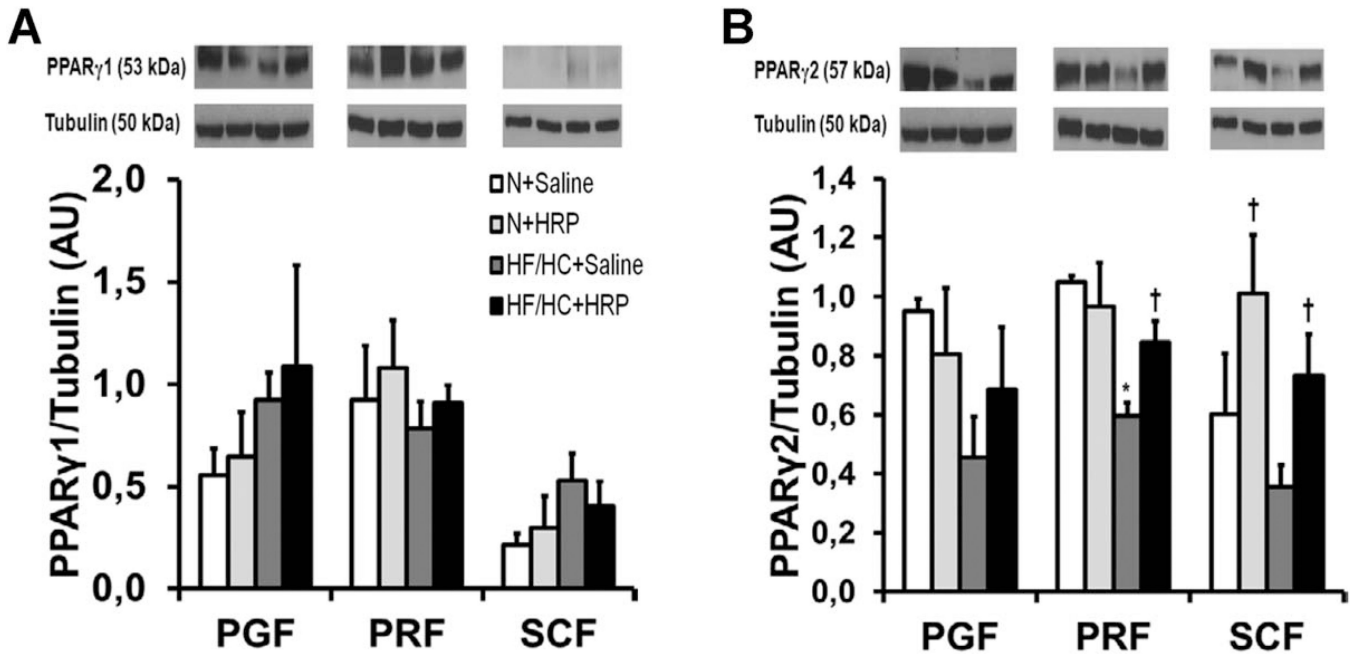 A
PPARγ1 (53 kDa)
Tubulin (50 kDa)
PPARγ1/Tubulin (AU)
2,0
1,5
1,0
0,5
0,0
N+Saline
N+HRP
HF/HC+Saline
HF/HC+HRP
PGF
PRF
SCF
B
PPARγ2 (57 kDa)
Tubulin (50 kDa)
PPARγ2/Tubulin (AU)
1,4
1,2
1,0
0,8
0,6
0,4
0,2
0,0
*
†
†
†
PGF
PRF
SCF